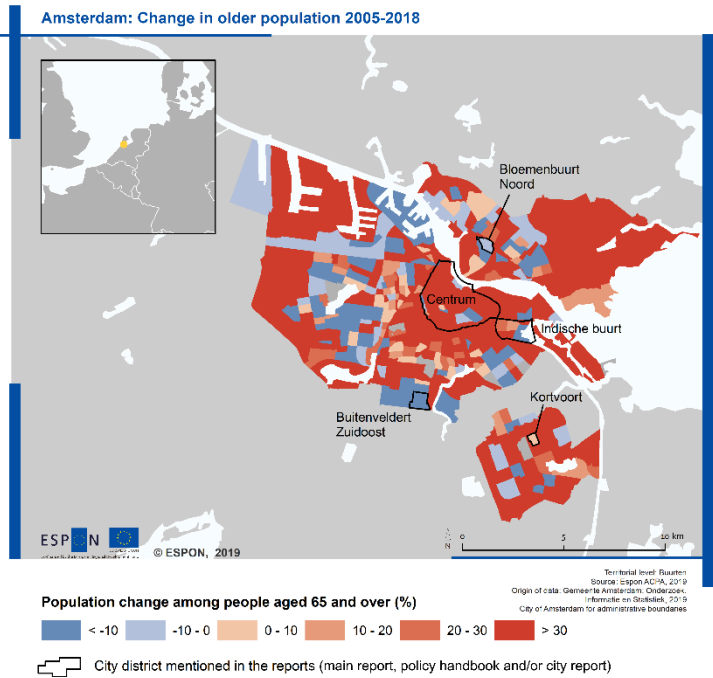 Amsterdam: Change in older population 2005-2018
Bloemenbuurt
Noord
Centrum
Indische buurt
Kortvoort
Buitenveldert
Zuidoost
ESPON
© ESPON, 2019
0 5 10 km
Territorial level: Buurten
Source: Espon ACPA, 2019
Origin of data: Gemeente Amsterdam. Onderzoek.
Informatie en Statistiek, 2019
City of Amsterdam for administrative boundaries
Population change among people aged 65 and over (%)
< -10 -10 - 0 0 - 10 10 - 20 20 - 30 > 30
City district mentioned in the reports (main report, policy handbook and/or city report)